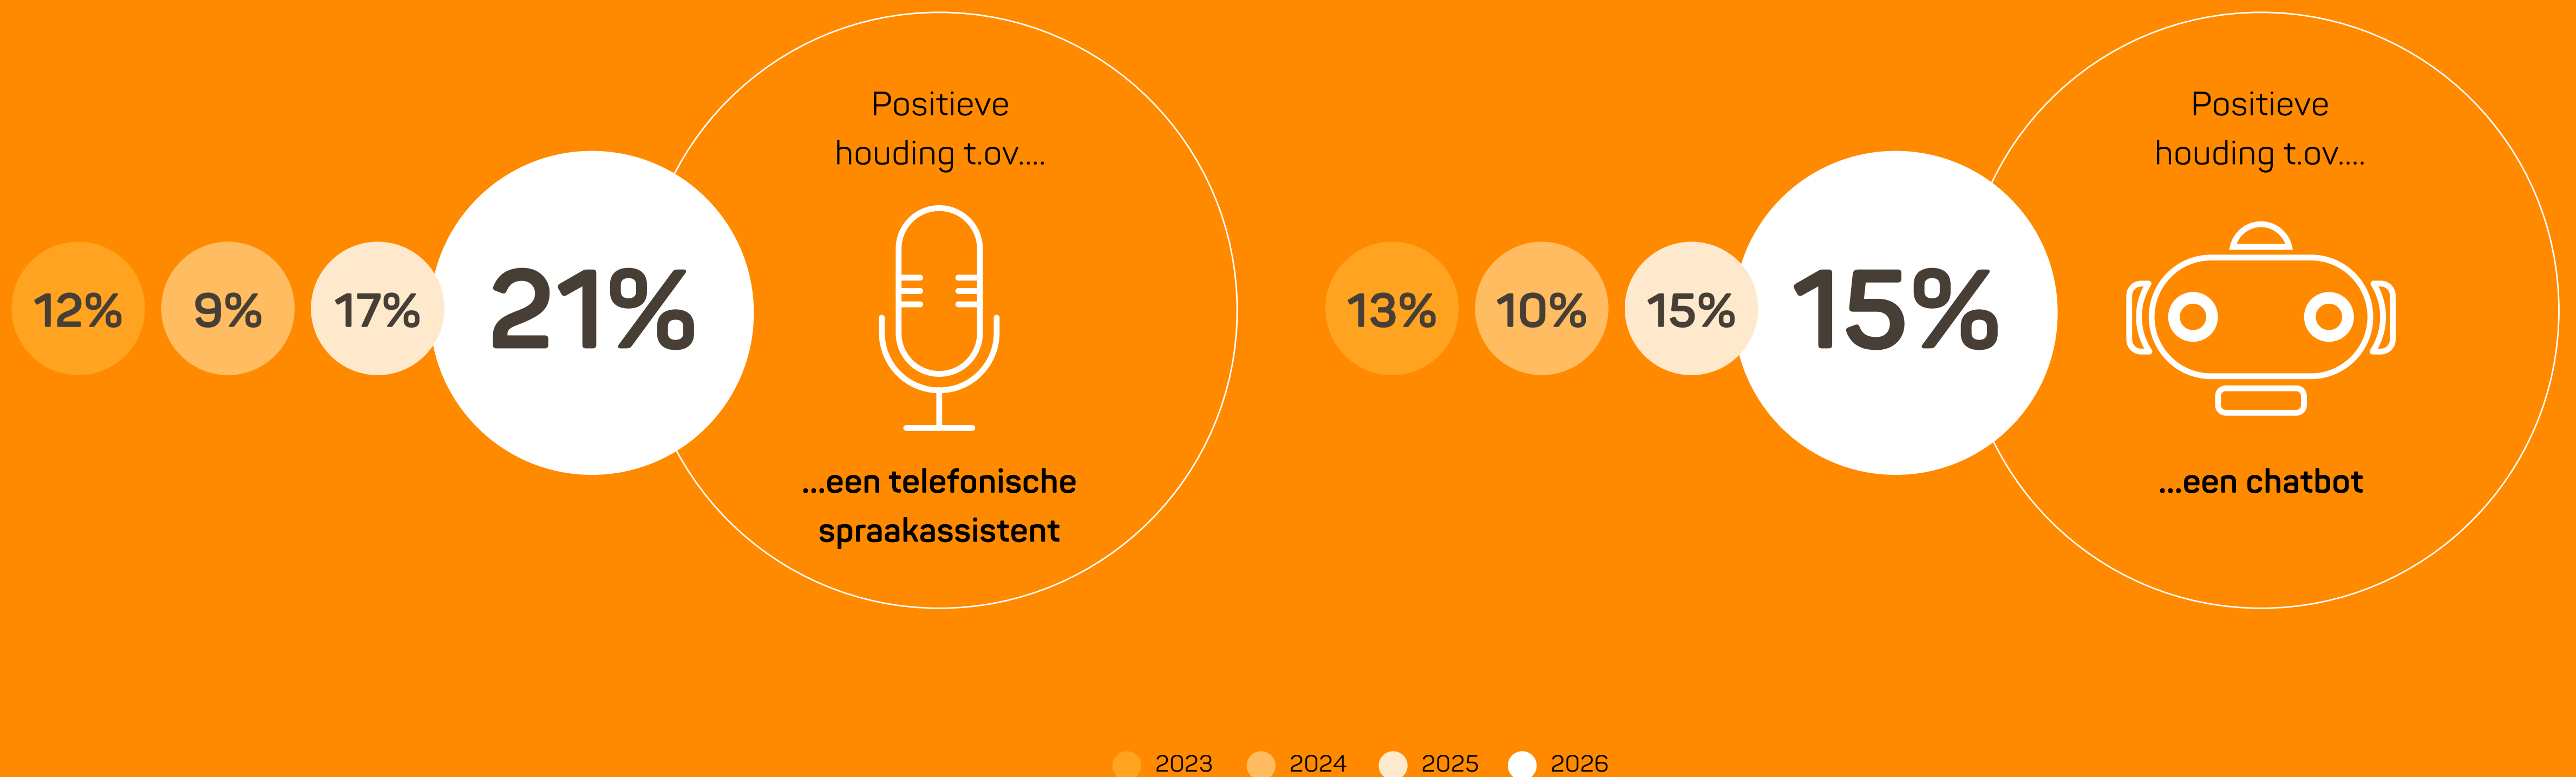 Positieve
houding t.ov....
12% 9% 17% 21%
...een telefonische
spraakassistent
Positieve
houding t.ov....
13% 10% 15% 15%
...een chatbot
2023 2024 2025 2026